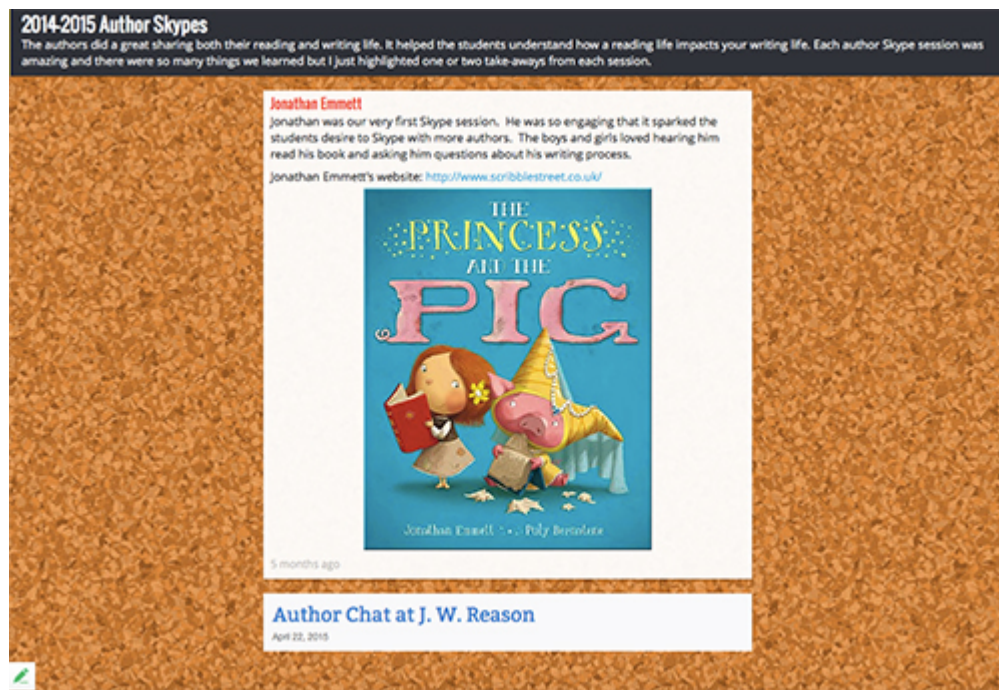 2014-2015 Author Skypes
The authors did a great sharing both their reading and writing life. It helped the students understand how a reading life impacts your writing life. Each author Skype session was
amazing and there were so many things we learned but I just highlighted one or two take-aways from each session.
Jonathan Emmett
Jonathan was our very first Skype session. He was so engaging that it sparked the
students desire to Skype with more authors. The boys and girls loved hearing him
read his book and asking him questions about his writing process.
Jonathan Emmett's website: http://www.scribblestreet.co.uk/
THE
PRINCESS
AND THE
PIG
Jonathan Emmett Poly Bernatene
5 months ago
Author Chat at J. W. Reason
April 22, 2015